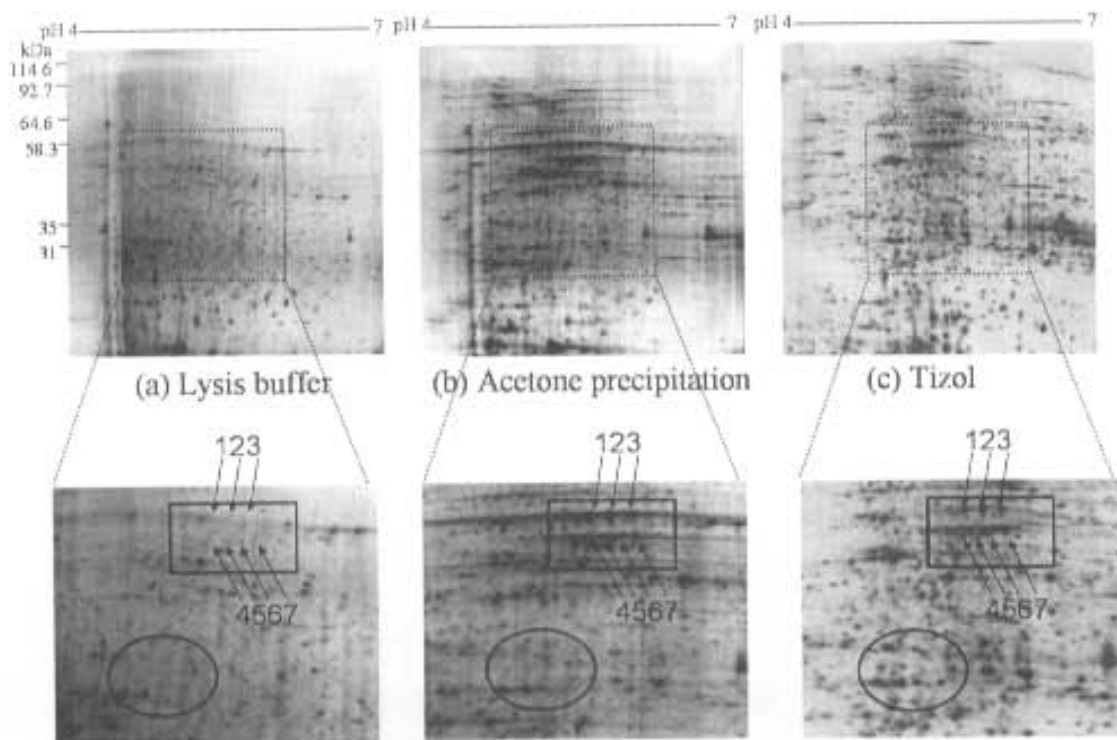 pH 4 7 pH 4 7 pH 4 7
kDa
114.6
92.7
64.6
58.3
35
31
(a) Lysis buffer (b) Acetone precipitation (c) Tizol
123 123 123
4567 4567 4567